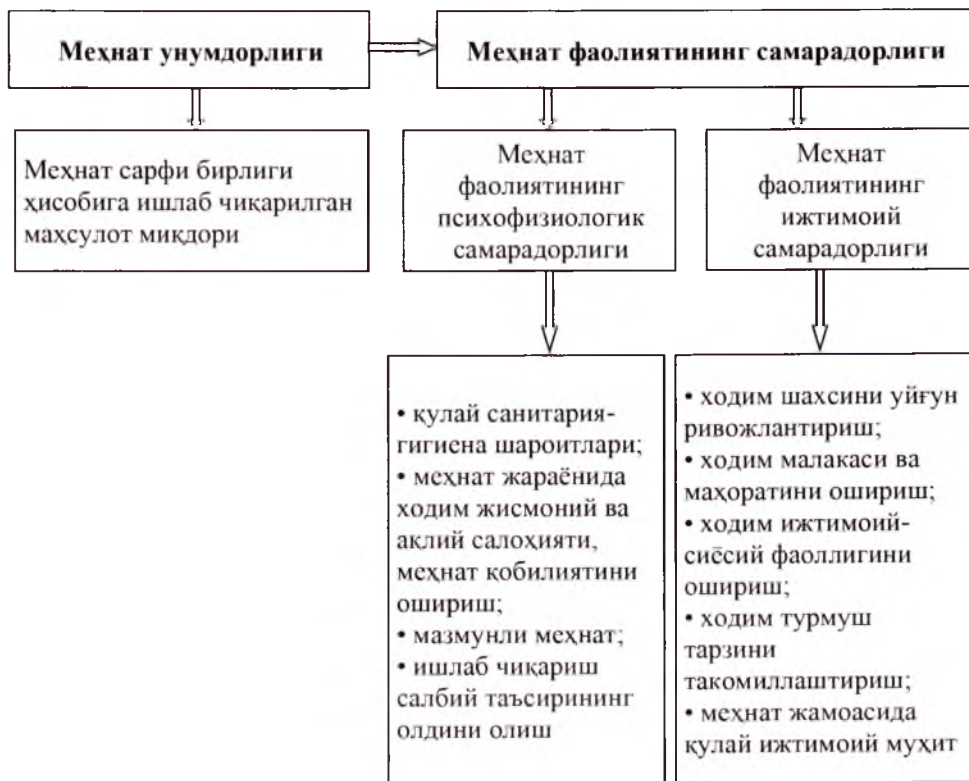 Меҳнат унумдорлиги
Меҳнат фаолиятининг самарадорлиги
Меҳнат сарфи бирлиги
ҳисобига ишлаб чиқарилган
маҳсулот миқдори
Меҳнат
фаолиятининг
психофизиологик
самарадорлиги
Меҳнат
фаолиятининг
ижтимоий
самарадорлиги
• қулай санитария-
гигиена шароитлари;
• меҳнат жараёнида
ходим жисмоний ва
ақлий салоҳияти,
меҳнат қобилиятини
ошириш;
• мазмунли меҳнат;
• ишлаб чиқариш
салбий таъсирининг
олдини олиш
• ходим шахсини уйғун
ривожлантириш;
• ходим малакаси ва
маҳоратини ошириш;
• ходим ижтимоий-
сиёсий фаоллигини
ошириш;
• ходим турмуш
тарзини
такомиллаштириш;
• меҳнат жамоасида
қулай ижтимоий муҳит